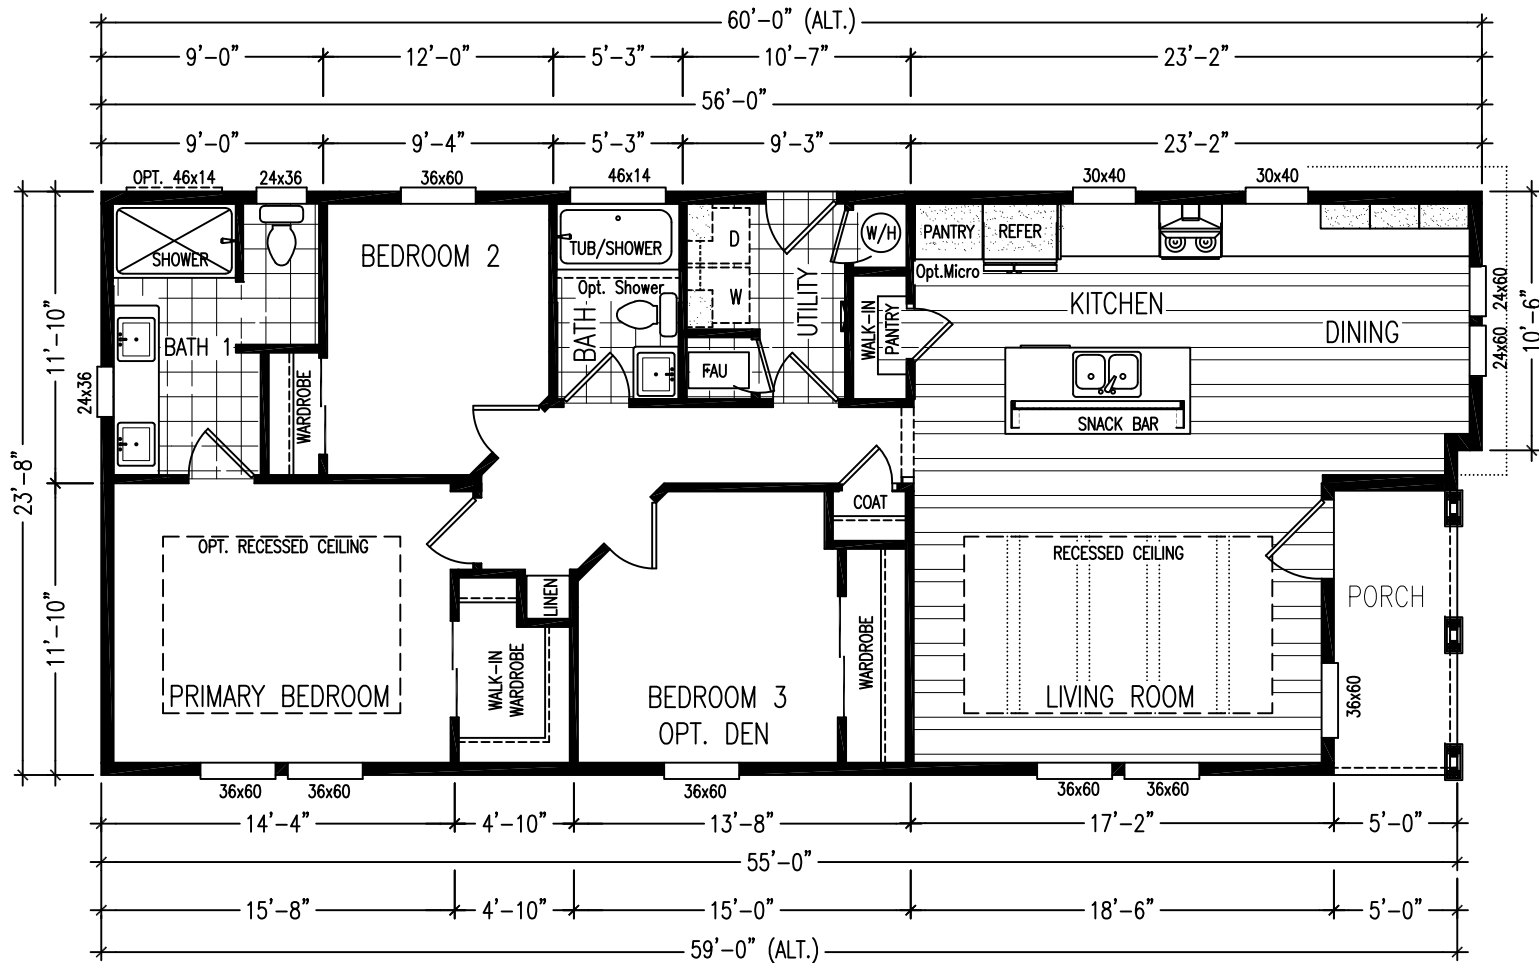 60'-0" (ALT.)
9'-0" 12'-0" 5'-3" 10'-7" 23'-2"
56'-0"
9'-0" 9'-4" 5'-3" 9'-3" 23'-2"
OPT. 46x14 24x36 36x60 46x14 30x40 30x40
SHOWER
BEDROOM 2
TUB/SHOWER
Opt. Shower
BATH
D
W
FAU
UTILITY
W/H
WALK-IN
PANTRY
PANTRY
REFER
Opt.Micro
KITCHEN
DINING
24x60
24x60
10'-6"
SNACK BAR
BATH 1
WARDROBE
24x36
11'-10"
23'-8"
11'-10"
COAT
OPT. RECESSED CEILING
PRIMARY BEDROOM
LINEN
WALK-IN
WARDROBE
BEDROOM 3
OPT. DEN
WARDROBE
RECESSED CEILING
LIVING ROOM
PORCH
36x60
36x60 36x60 36x60 36x60 36x60
14'-4" 4'-10" 13'-8" 17'-2" 5'-0"
55'-0"
15'-8" 4'-10" 15'-0" 18'-6" 5'-0"
59'-0" (ALT.)